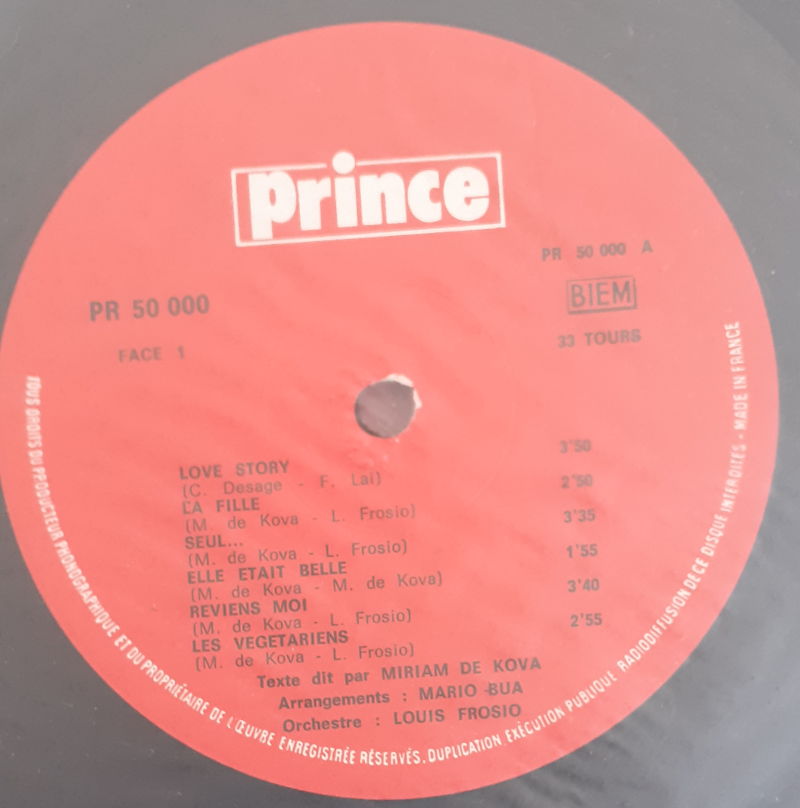 prince
PR 50 000 A
PR 50 000
BIEM
FACE 1
33 TOURS
LOVE STORY 3'50
(C. Desage - F. Lai)
LA FILLE 2'50
(M. de Kova - L. Frosio)
SEUL... 3'35
(M. de Kova - L. Frosio)
ELLE ETAIT BELLE 1'55
(M. de Kova - M. de Kova)
REVIENS MOI 3'40
(M. de Kova - L. Frosio)
LES VEGETARIENS 2'55
(M. de Kova - L. Frosio)
Texte dit par MIRIAM DE KOVA
Arrangements : MARIO BUA
Orchestre : LOUIS FROSIO
TOUS DROITS DU PRODUCTEUR PHONOGRAPHIQUE ET DU PROPRIÉTAIRE DE L'ŒUVRE ENREGISTRÉE RÉSERVÉS. DUPLICATION EXÉCUTION PUBLIQUE RADIODIFFUSION DE CE DISQUE INTERDITES - MADE IN FRANCE